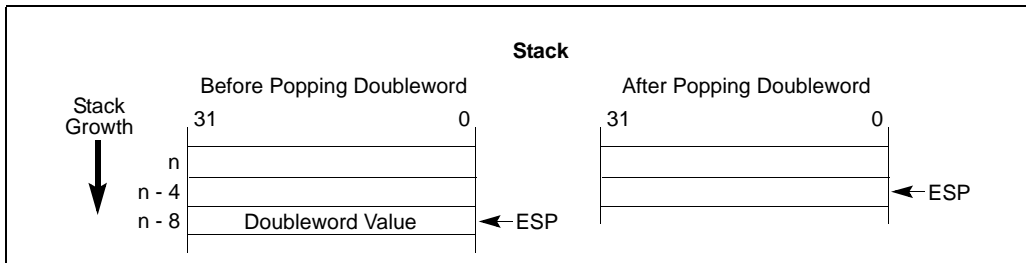 Stack
Before Popping Doubleword
After Popping Doubleword
Stack
Growth
31 0
31 0
n
n - 4
ESP
n - 8 Doubleword Value ESP